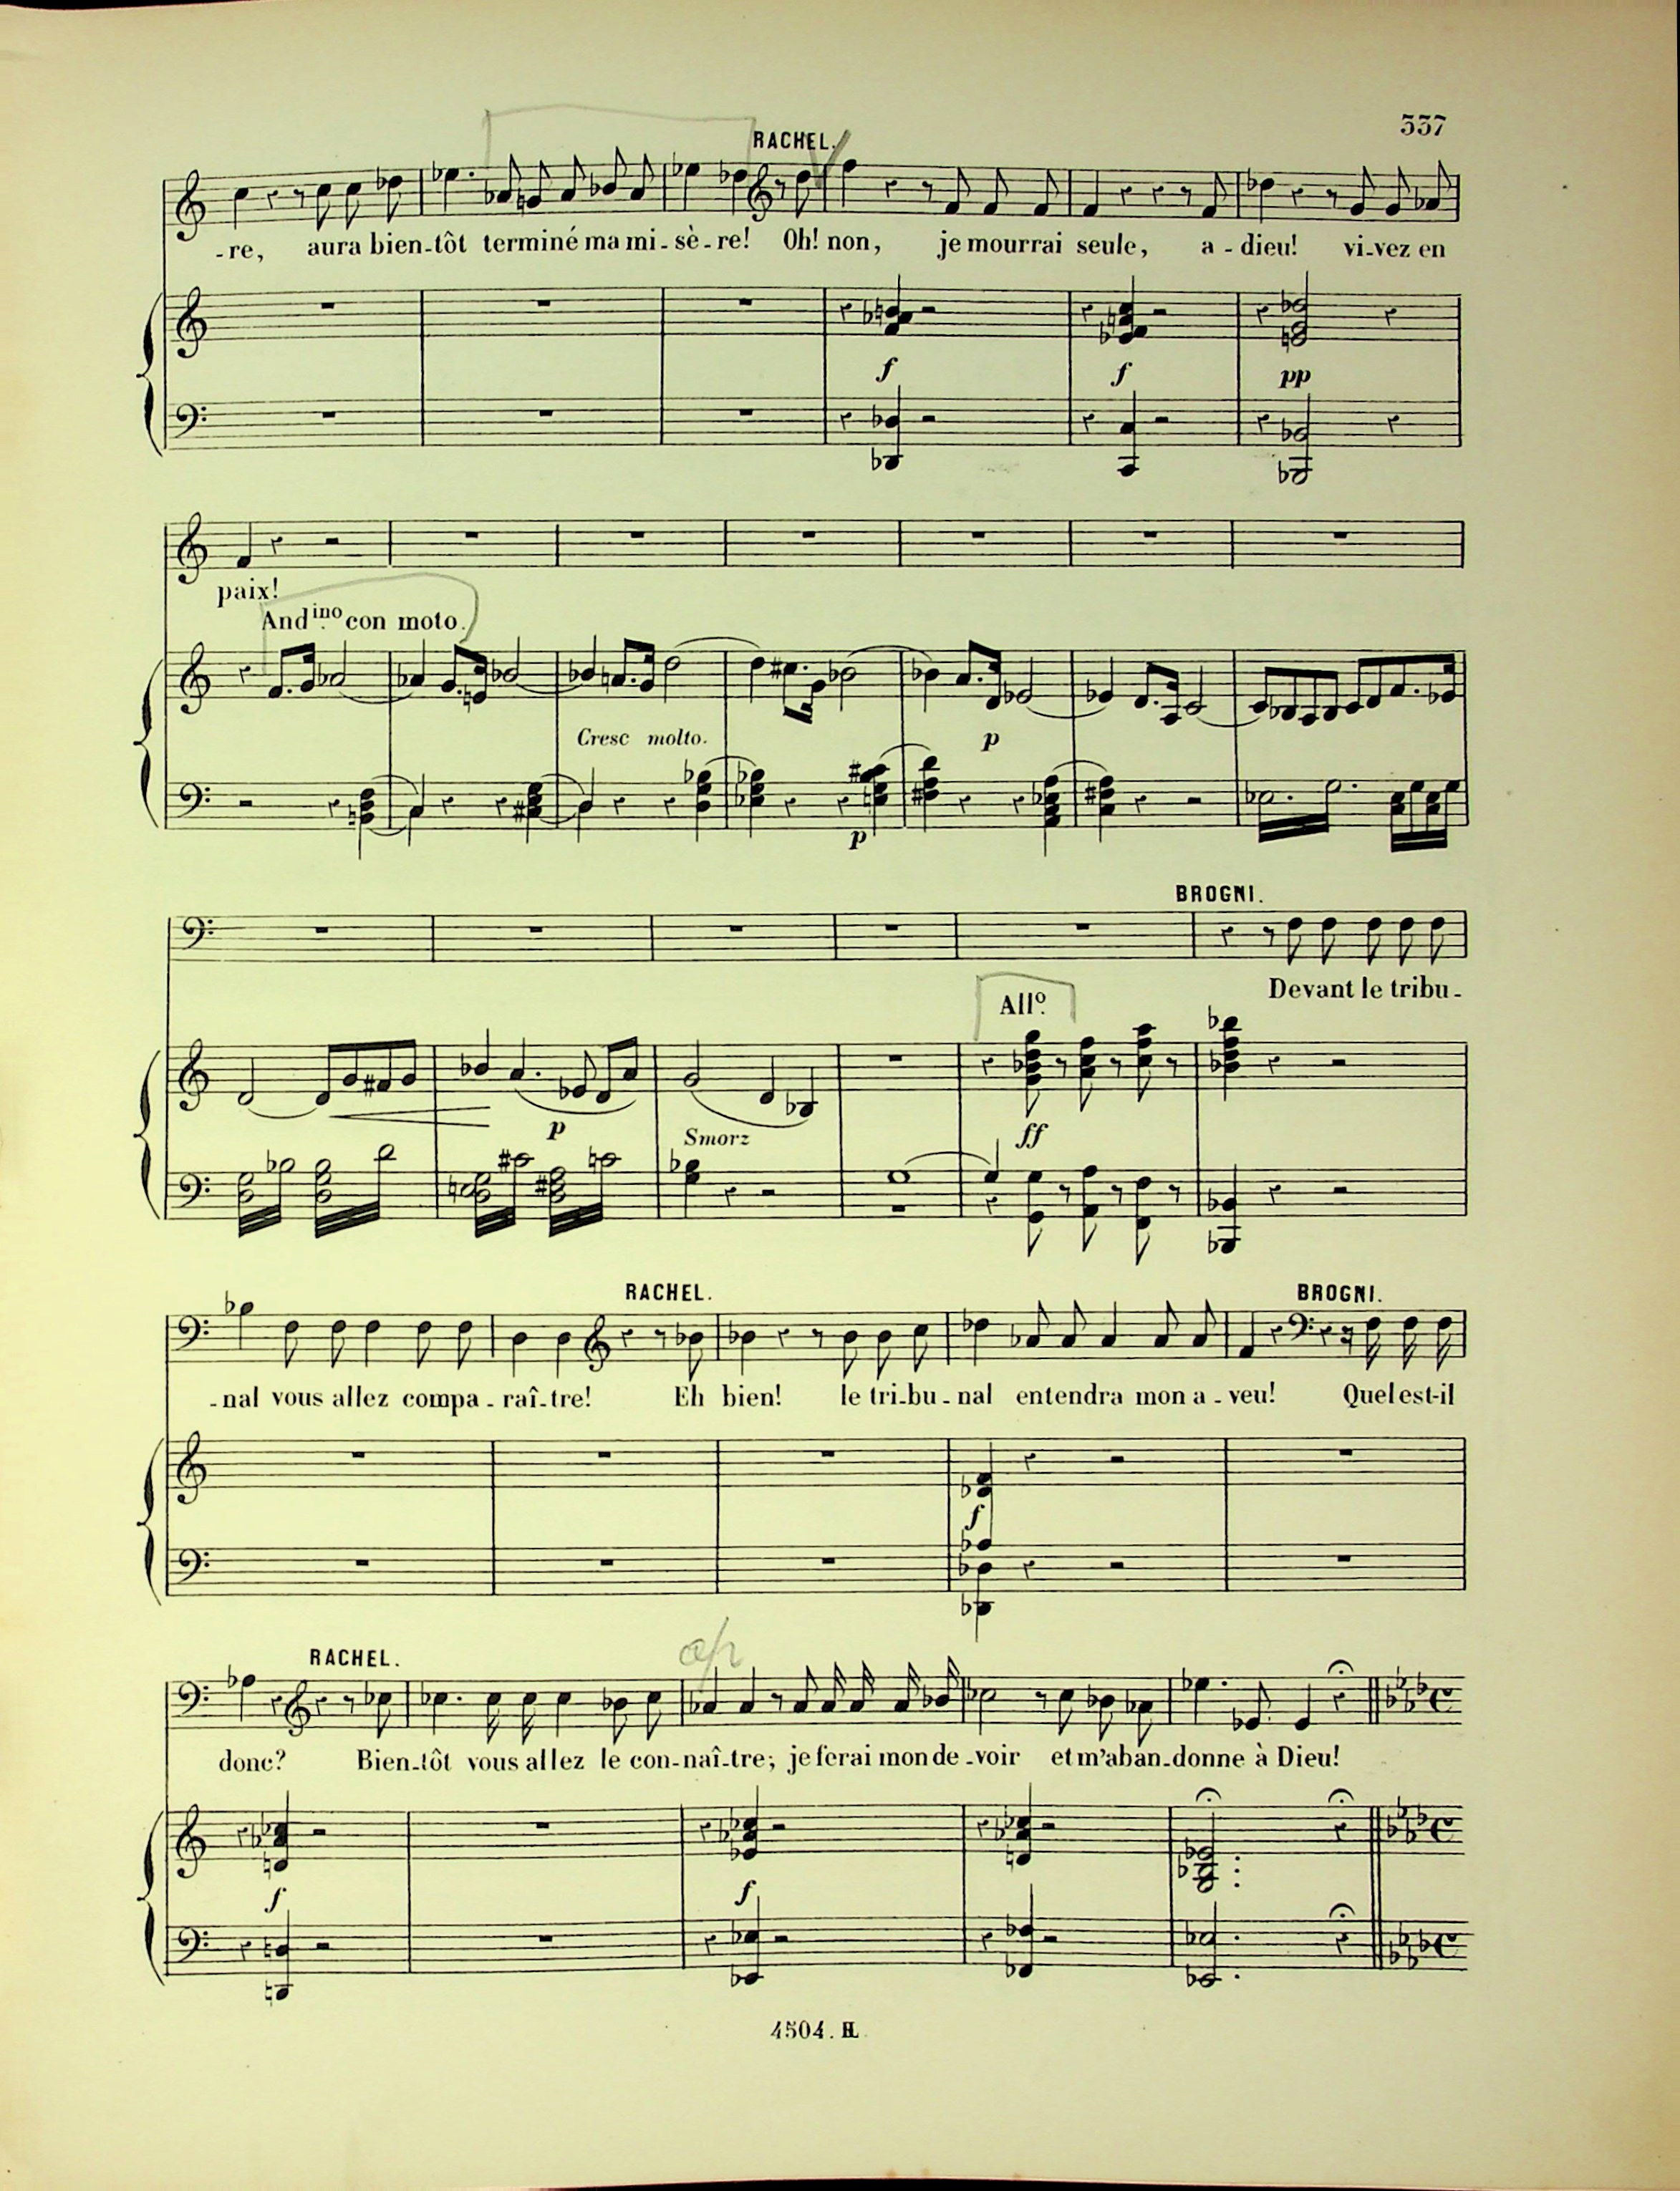 337
RACHEL.
-re, aura bien-tôt terminé ma mi-sè-re! Oh! non, je mourrai seule, a-dieu! vi-vez en
f f pp
paix!
Andino con moto.
Cresc molto.
p
p
BROGNI.
Devant le tribu-
Allo.
ff
p
Smorz
RACHEL. BROGNI.
-nal vous allez compa-raî-tre! Eh bien! le tri-bu-nal entendra mon a-veu! Quel est-il
f
RACHEL.
donc? Bien-tôt vous allez le con-naî-tre; je ferai mon de-voir et m'aban-donne à Dieu!
f f
4504. H.